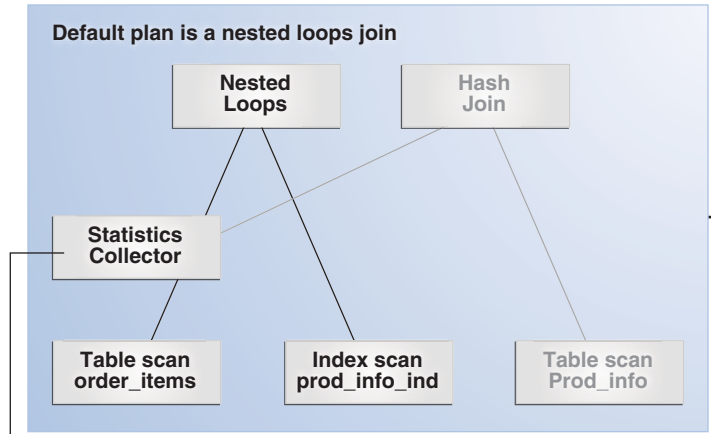 Default plan is a nested loops join
Nested
Loops
Hash
Join
Statistics
Collector
Table scan
order_items
Index scan
prod_info_ind
Table scan
Prod_info